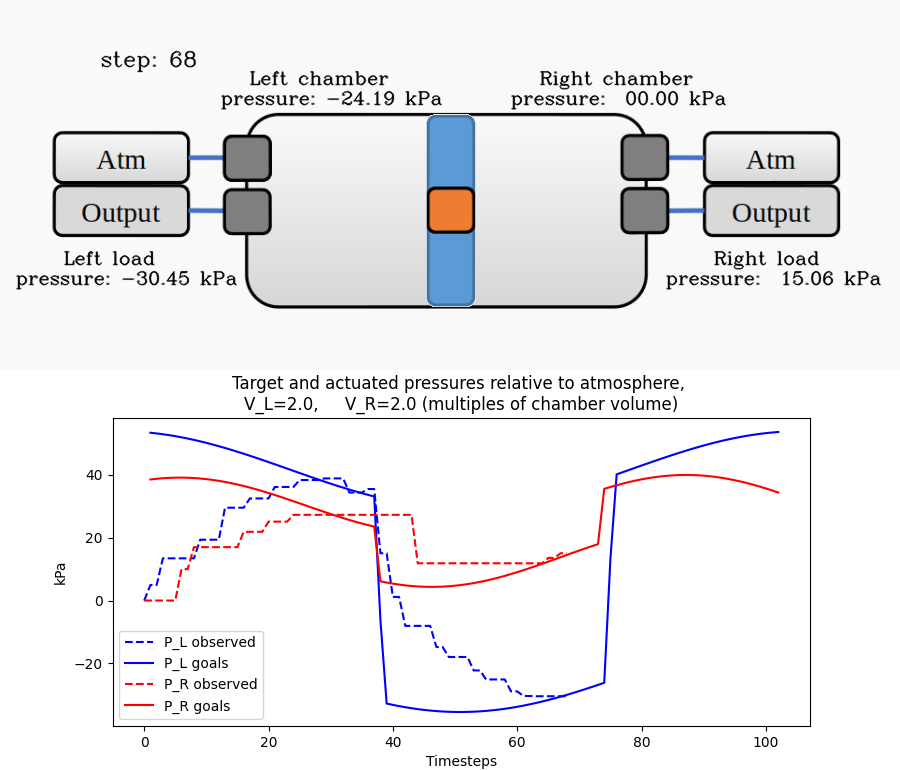 step: 68
Left chamber
pressure: −24.19 kPa
Right chamber
pressure: 00.00 kPa
Atm
Output
Atm
Output
Left load
pressure: −30.45 kPa
Right load
pressure: 15.06 kPa
Target and actuated pressures relative to atmosphere,
V_L=2.0, V_R=2.0 (multiples of chamber volume)
kPa
40
20
0
−20
P_L observed
P_L goals
P_R observed
P_R goals
0 20 40 60 80 100
Timesteps